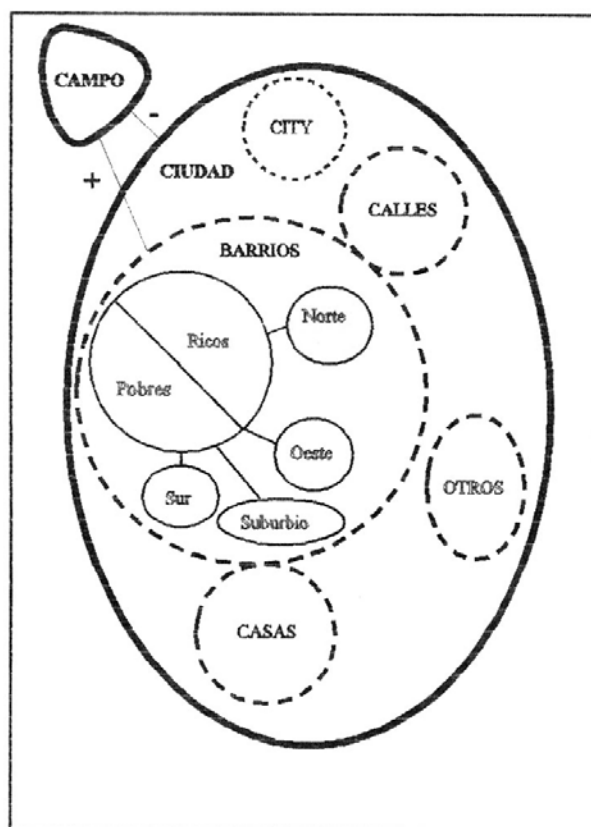 CAMPO
-
CITY
+
CIUDAD
CALLES
BARRIOS
Norte
Ricos
Pobres
Oeste
Sur
OTROS
Suburbio
CASAS